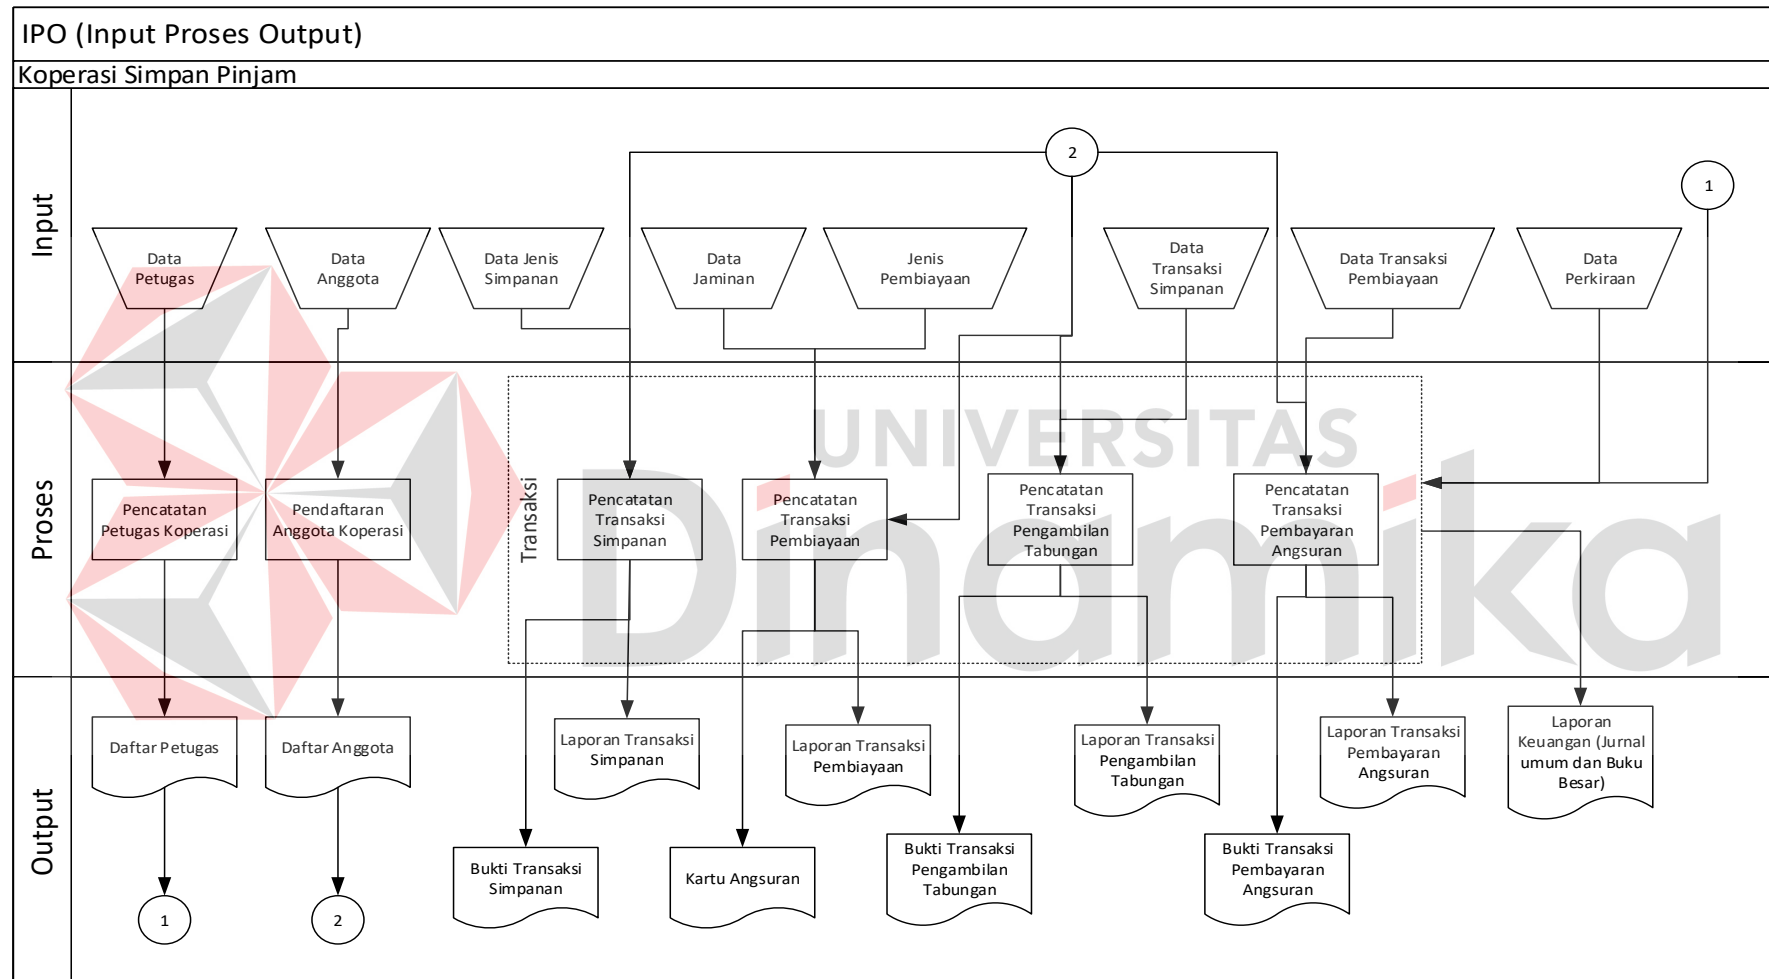 IPO (Input Proses Output)
Koperasi Simpan Pinjam
Input
2
1
Data
Petugas
Data
Anggota
Data Jenis
Simpanan
Data
Jaminan
Jenis
Pembiayaan
Data
Transaksi
Simpanan
Data Transaksi
Pembiayaan
Data
Perkiraan
UNIVERSITAS
Dinamika
Proses
Transaksi
Pencatatan
Petugas Koperasi
Pendaftaran
Anggota Koperasi
Pencatatan
Transaksi
Simpanan
Pencatatan
Transaksi
Pembiayaan
Pencatatan
Transaksi
Pengambilan
Tabungan
Pencatatan
Transaksi
Pembayaran
Angsuran
Output
Daftar Petugas
Daftar Anggota
Laporan Transaksi
Simpanan
Laporan Transaksi
Pembiayaan
Laporan Transaksi
Pengambilan
Tabungan
Laporan Transaksi
Pembayaran
Angsuran
Laporan
Keuangan (Jurnal
umum dan Buku
Besar)
Bukti Transaksi
Simpanan
Kartu Angsuran
Bukti Transaksi
Pengambilan
Tabungan
Bukti Transaksi
Pembayaran
Angsuran
1
2